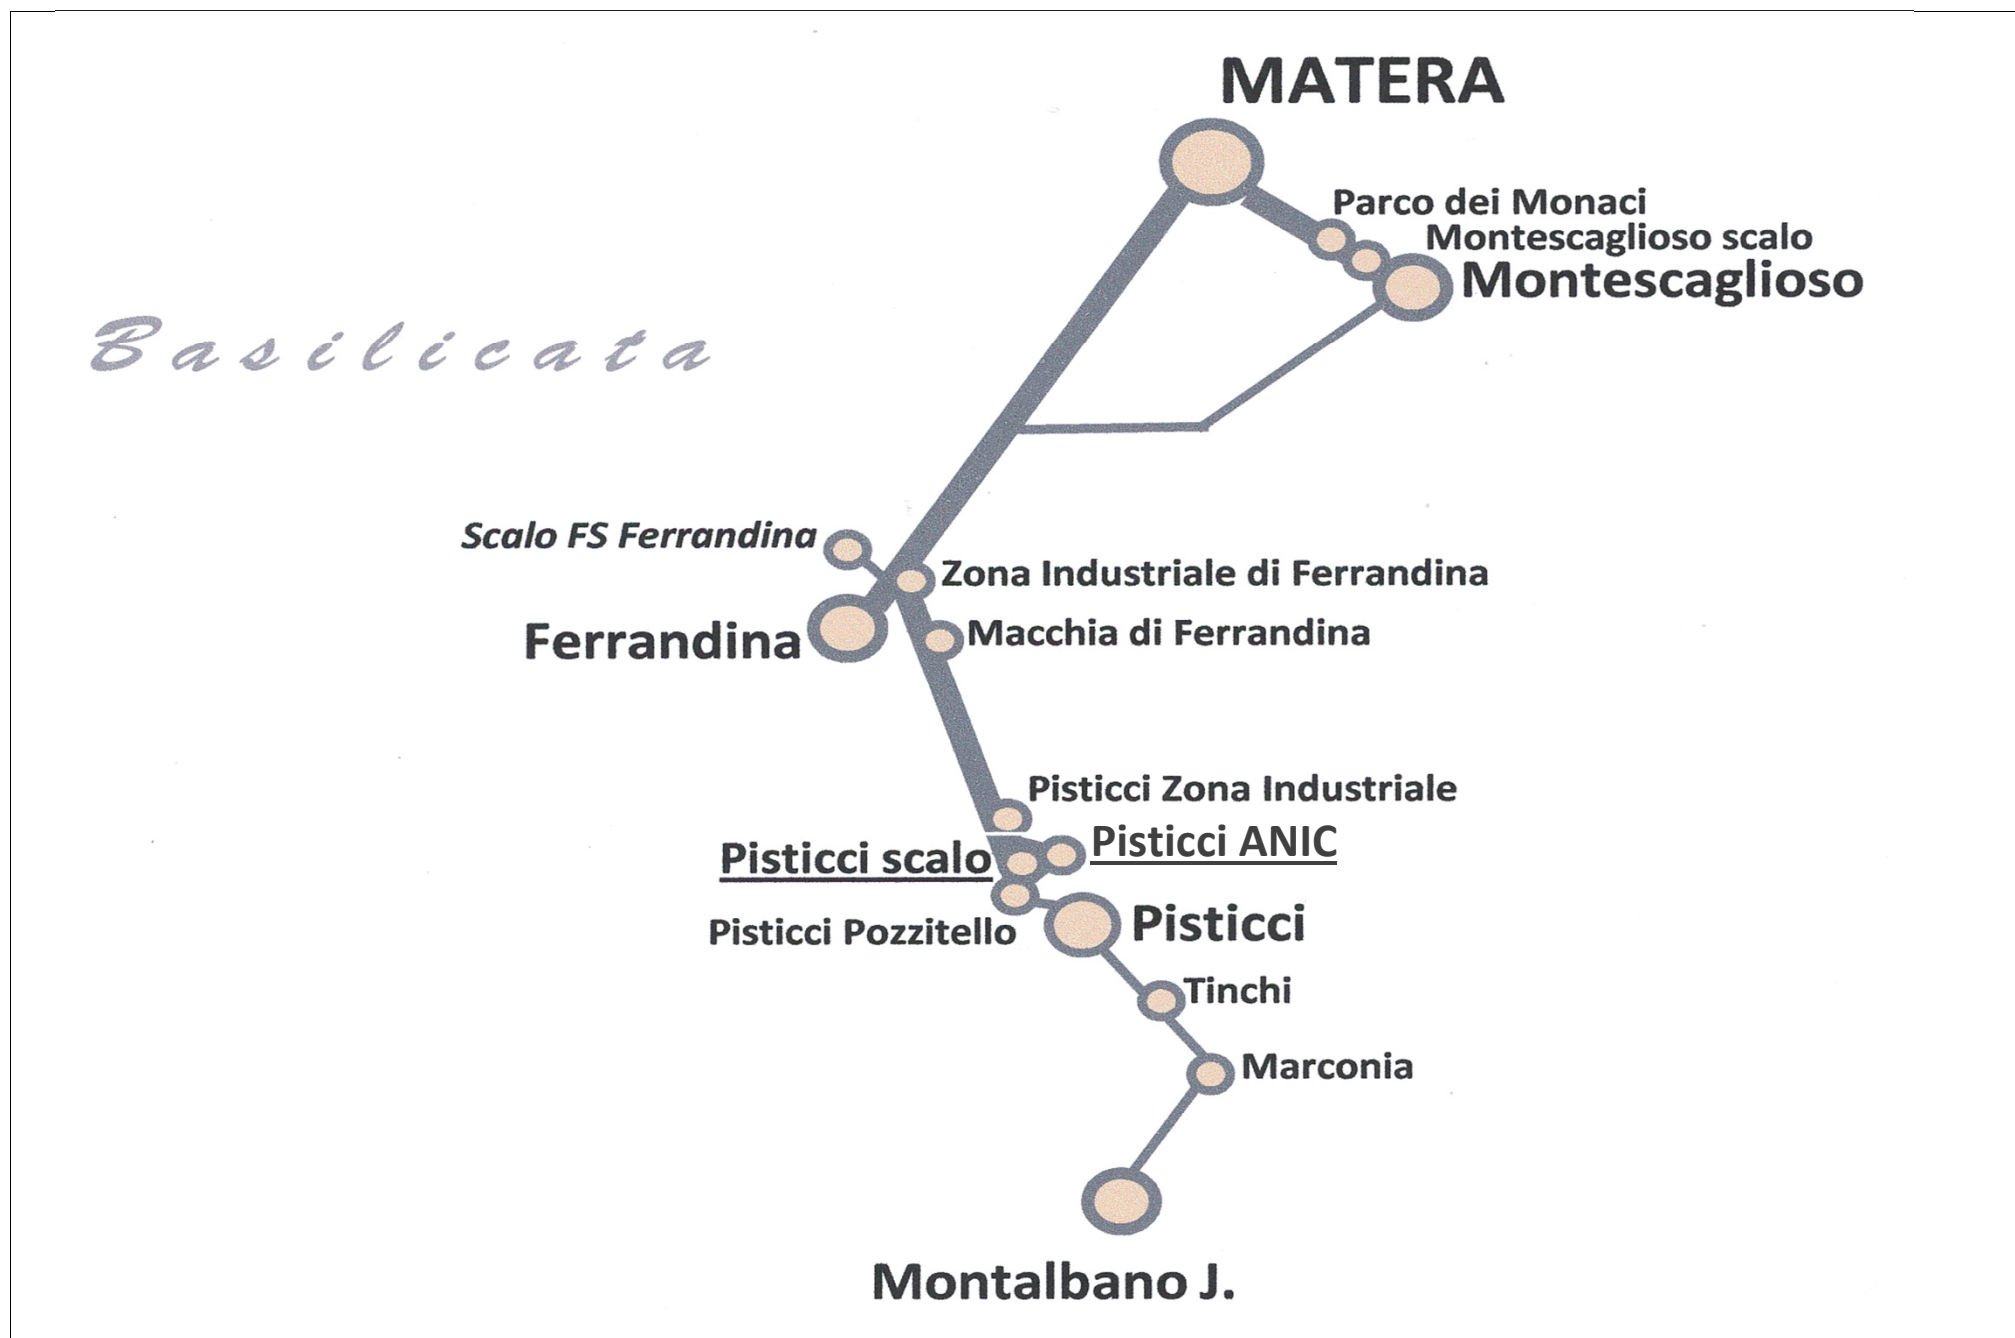 MATERA
Parco dei Monaci
Montescaglioso scalo
Montescaglioso
Basilicata
Scalo FS Ferrandina
Zona Industriale di Ferrandina
Ferrandina
Macchia di Ferrandina
Pisticci Zona Industriale
Pisticci ANIC
Pisticci scalo
Pisticci
Pisticci Pozzitello
Tinchi
Marconia
Montalbano J.